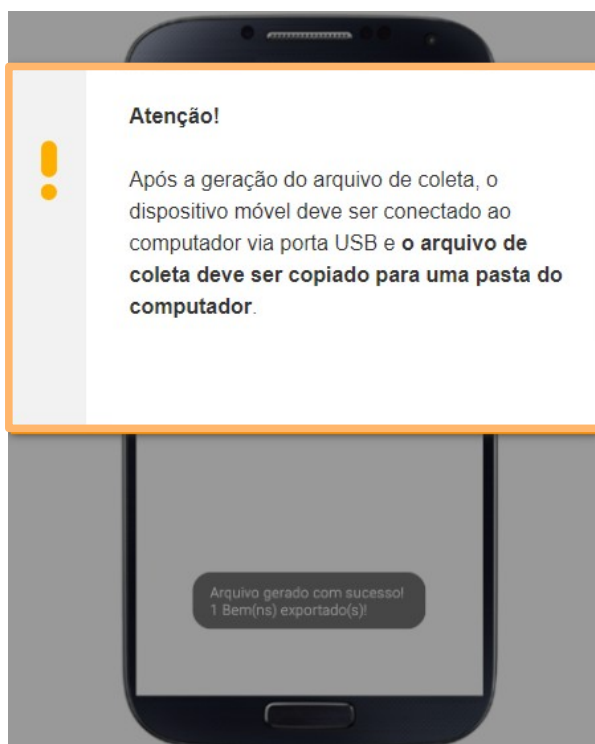 Atenção!
Após a geração do arquivo de coleta, o
dispositivo móvel deve ser conectado ao
computador via porta USB e o arquivo de
coleta deve ser copiado para uma pasta do
computador.
Arquivo gerado com sucesso!
1 Bem(ns) exportado(s)!